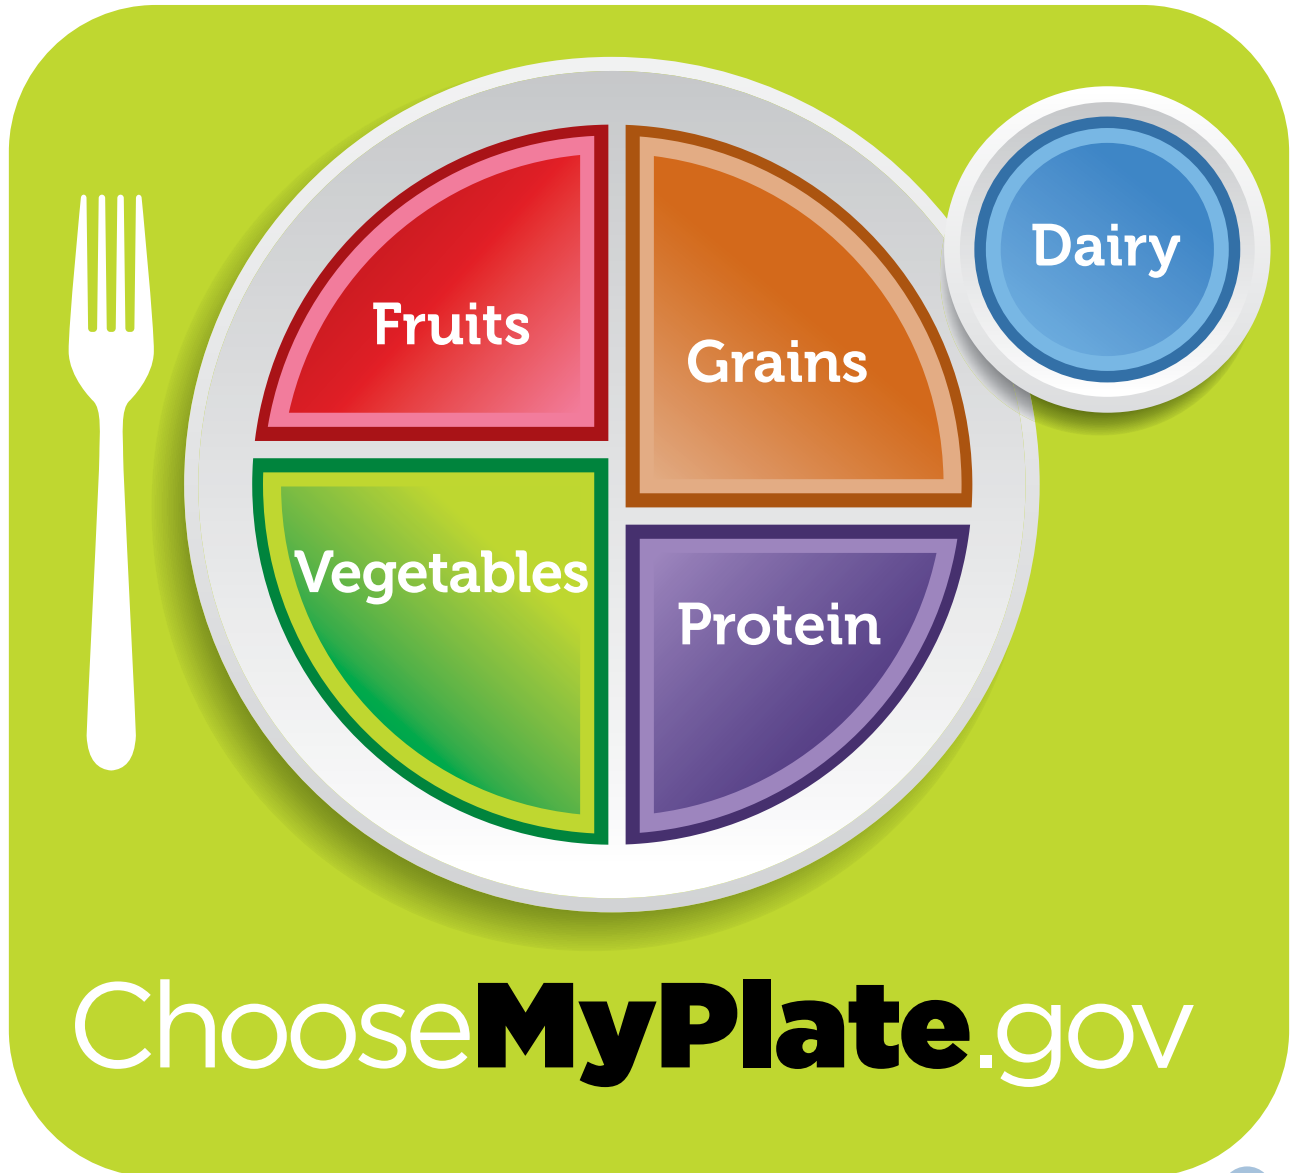 Fruits
Grains
Dairy
Vegetables
Protein
ChooseMyPlate.gov